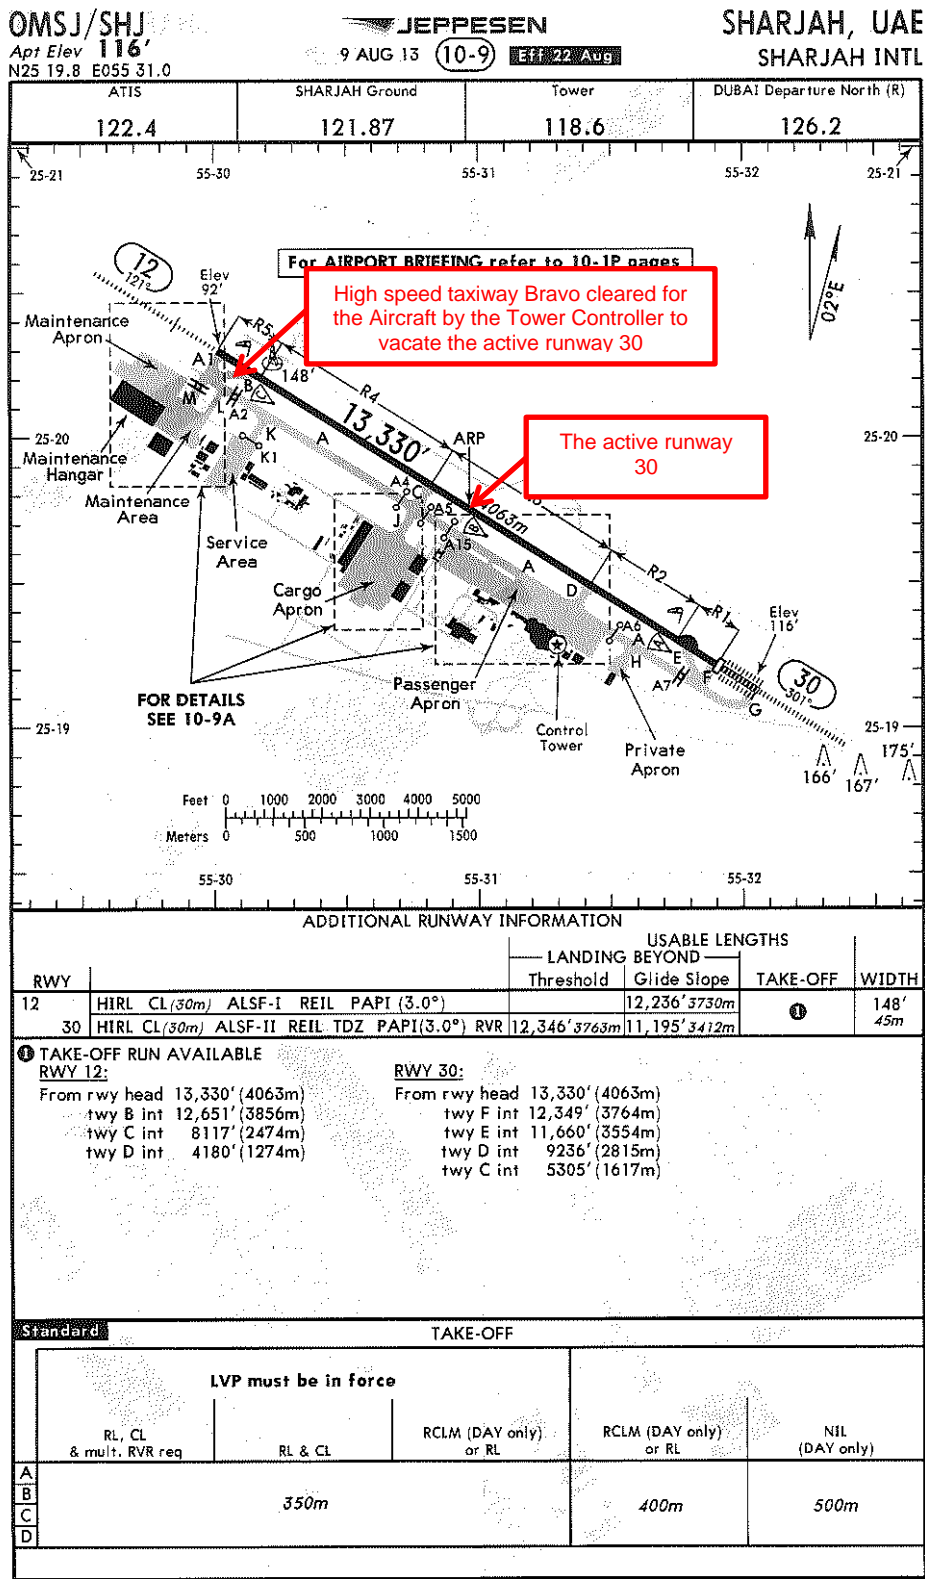 OMSJ/SHJ
Apt Elev 116'
N25 19.8 E055 31.0
JEPPESEN
9 AUG 13 (10-9) Eff 22 Aug
SHARJAH, UAE
SHARJAH INTL
ATIS
122.4
SHARJAH Ground
121.87
Tower
118.6
DUBAI Departure North (R)
126.2
25-21
55-30
55-31
55-32
25-21
02°E
12
121°
Elev
92'
For AIRPORT BRIEFING refer to 10-1P pages
High speed taxiway Bravo cleared for
the Aircraft by the Tower Controller to
vacate the active runway 30
Maintenance
Apron
R5
148'
R4
13,330'
4063m
ARP
The active runway
30
25-20
25-20
A1
B
C
M
L
A2
A
K
K1
Maintenance
Hangar
Maintenance
Area
Service
Area
A4
C
A5
J
A15
B
A
D
R2
R1
Cargo
Apron
Elev
116'
A6
A
H
A
E
A7
F
G
30
301°
FOR DETAILS
SEE 10-9A
Passenger
Apron
Control
Tower
Private
Apron
25-19
25-19
175'
166'
167'
Feet 0 1000 2000 3000 4000 5000
Meters 0 500 1000 1500
55-30
55-31
55-32
ADDITIONAL RUNWAY INFORMATION
USABLE LENGTHS
LANDING BEYOND
RWY
Threshold
Glide Slope
TAKE-OFF
WIDTH
12 HIRL CL(30m) ALSF-I REIL PAPI (3.0°) 12,236' 3730m
30 HIRL CL(30m) ALSF-II REIL TDZ PAPI(3.0°) RVR 12,346' 3763m 11,195' 3412m
1
148'
45m
1 TAKE-OFF RUN AVAILABLE
RWY 12:
From rwy head 13,330' (4063m)
twy B int 12,651' (3856m)
twy C int 8117' (2474m)
twy D int 4180' (1274m)
RWY 30:
From rwy head 13,330' (4063m)
twy F int 12,349' (3764m)
twy E int 11,660' (3554m)
twy D int 9236' (2815m)
twy C int 5305' (1617m)
Standard
TAKE-OFF
LVP must be in force
RL, CL
& mult. RVR req
RL & CL
RCLM (DAY only)
or RL
RCLM (DAY only)
or RL
NIL
(DAY only)
A
B
C
D
350m
400m
500m